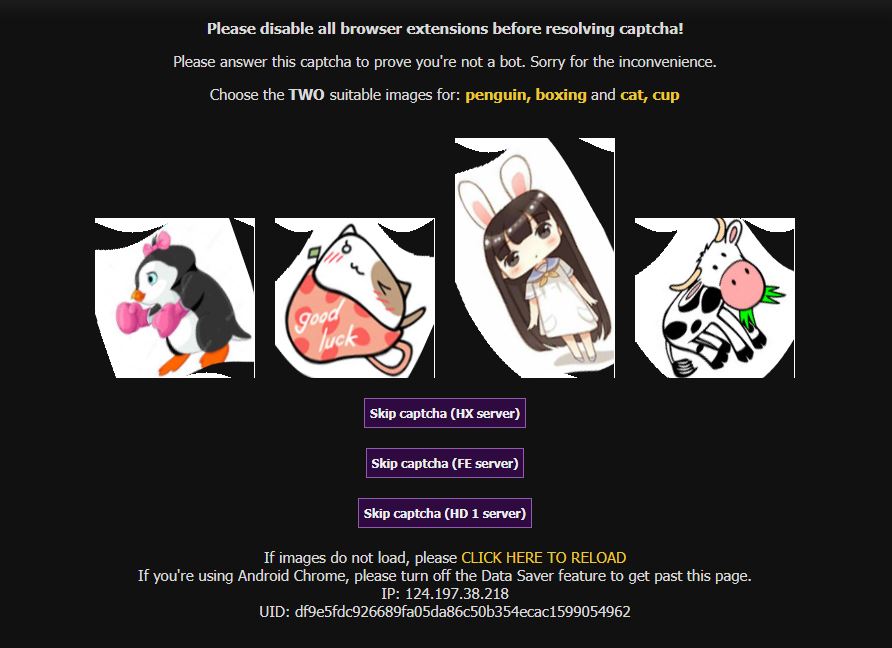 Please disable all browser extensions before resolving captcha!
Please answer this captcha to prove you're not a bot. Sorry for the inconvenience.
Choose the TWO suitable images for: penguin, boxing and cat, cup
good
luck
Skip captcha (HX server)
Skip captcha (FE server)
Skip captcha (HD 1 server)
If images do not load, please CLICK HERE TO RELOAD
If you're using Android Chrome, please turn off the Data Saver feature to get past this page.
IP: 124.197.38.218
UID: df9e5fdc926689fa05da86c50b354ecac1599054962